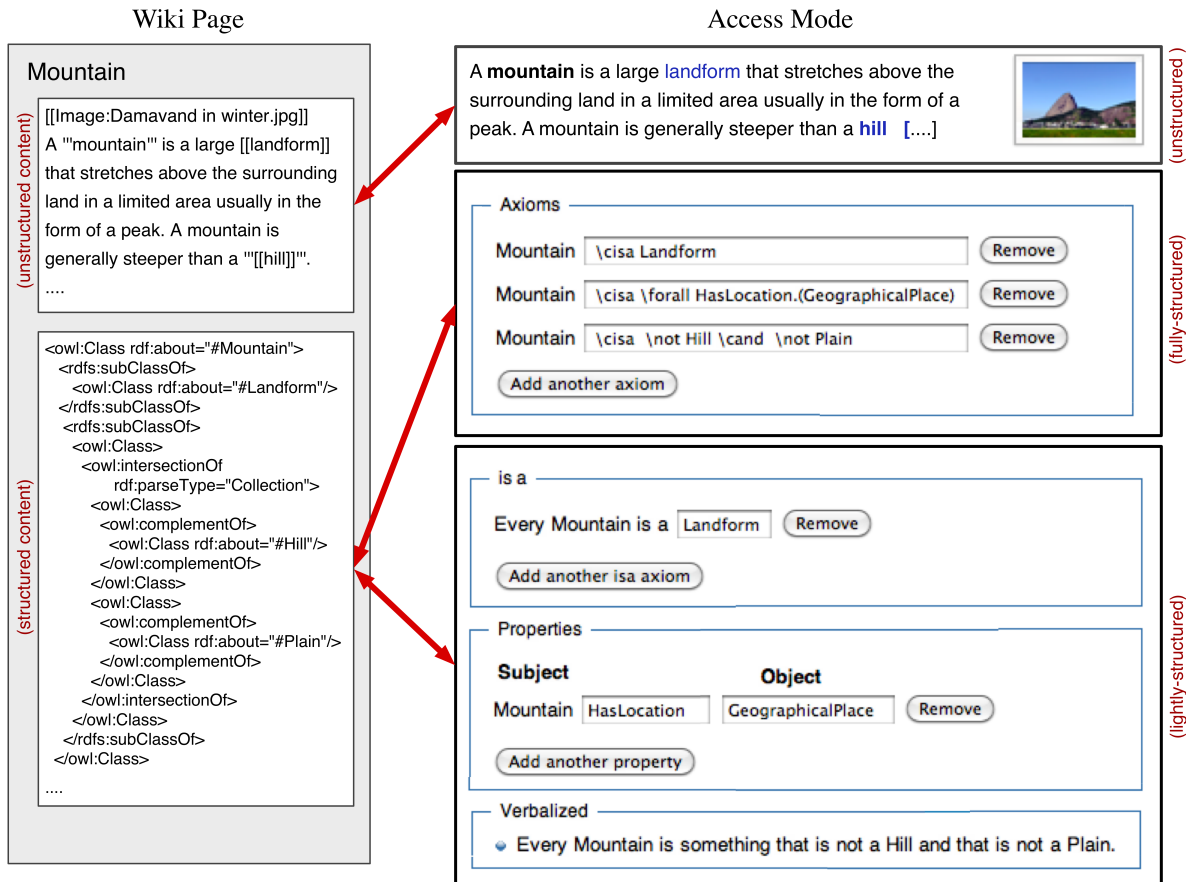 Wiki Page
Access Mode
Mountain
(unstructured content)
[[Image:Damavand in winter.jpg]]
A '''mountain''' is a large [[landform]]
that stretches above the surrounding
land in a limited area usually in the
form of a peak. A mountain is
generally steeper than a '''[[hill]]'''.
....
(structured content)
<owl:Class rdf:about="#Mountain">
<rdfs:subClassOf>
<owl:Class rdf:about="#Landform"/>
</rdfs:subClassOf>
<rdfs:subClassOf>
<owl:Class>
<owl:intersectionOf
rdf:parseType="Collection">
<owl:Class>
<owl:complementOf>
<owl:Class rdf:about="#Hill"/>
</owl:complementOf>
</owl:Class>
<owl:Class>
<owl:complementOf>
<owl:Class rdf:about="#Plain"/>
</owl:complementOf>
</owl:Class>
</owl:intersectionOf>
</owl:Class>
</rdfs:subClassOf>
</owl:Class>
....
A mountain is a large landform that stretches above the
surrounding land in a limited area usually in the form of a
peak. A mountain is generally steeper than a hill [....]
(unstructured )
Axioms
Mountain \cisa Landform Remove
Mountain \cisa \forall HasLocation.(GeographicalPlace) Remove
Mountain \cisa \not Hill \cand \not Plain Remove
Add another axiom
(fully-structured)
is a
Every Mountain is a Landform Remove
Add another isa axiom
Properties
Subject Object
Mountain HasLocation GeographicalPlace Remove
Add another property
Verbalized
Every Mountain is something that is not a Hill and that is not a Plain.
(lightly-structured)